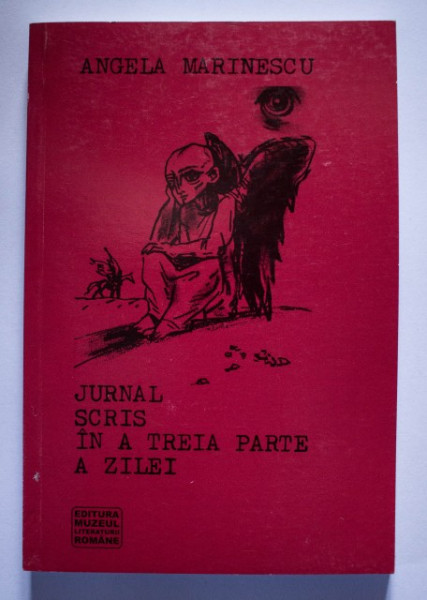 ANGELA MARINESCU
JURNAL
SCRIS
ÎN A TREIA PARTE
A ZILEI
EDITURA
MUZEUL
LITERATURII
ROMÂNE